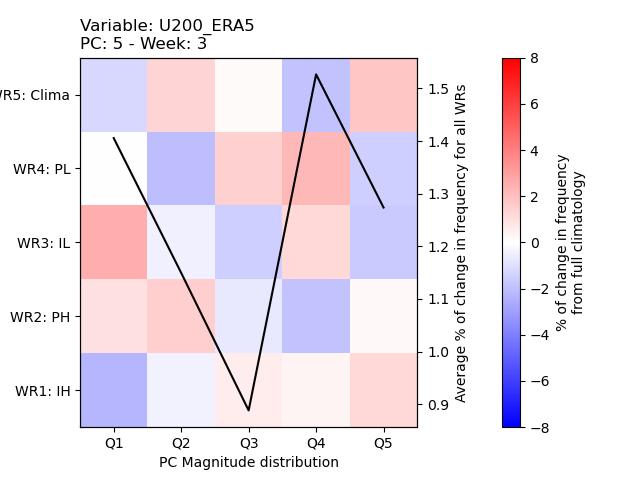 Variable: U200_ERA5
PC: 5 - Week: 3
WR5: Clima
WR4: PL
WR3: IL
WR2: PH
WR1: IH
Q1 Q2 Q3 Q4 Q5
PC Magnitude distribution
1.5
1.4
1.3
1.2
1.1
1.0
0.9
Average % of change in frequency for all WRs
8
6
4
2
0
−2
−4
−6
−8
% of change in frequency
from full climatology